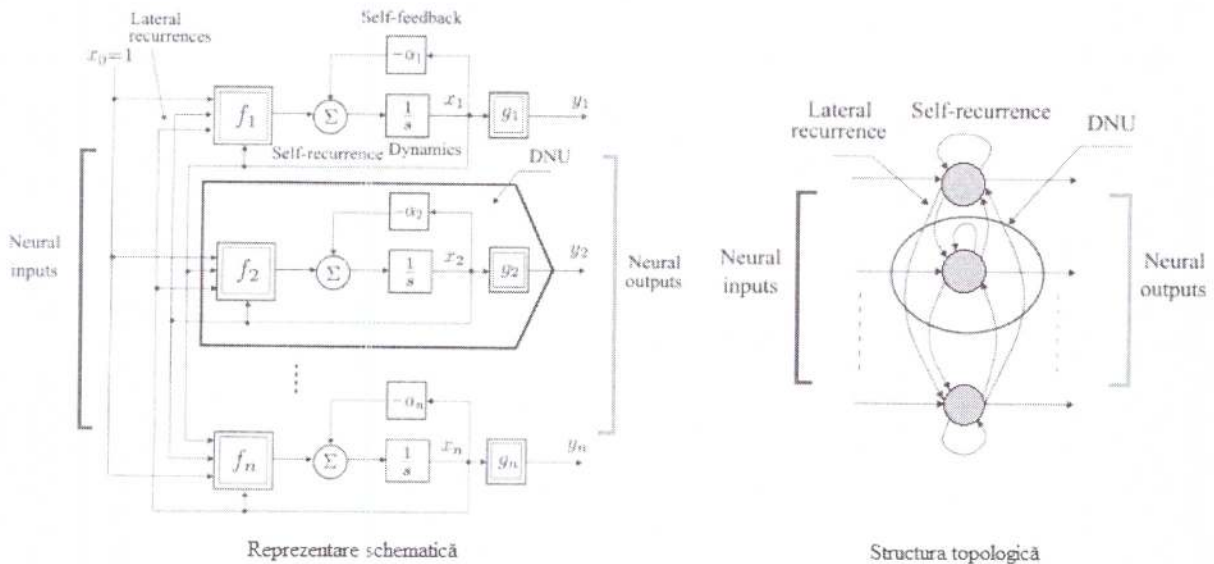 Lateral
recurrences
Self-feedback
x₀=1
−α₁
f₁
Σ
1/s
x₁
g₁
y₁
Self-recurrence
Dynamics
DNU
Neural
inputs
−α₂
f₂
Σ
1/s
x₂
g₂
y₂
Neural
outputs
−αₙ
fₙ
Σ
1/s
xₙ
gₙ
yₙ
Reprezentare schematică
Lateral
recurrence
Self-recurrence
DNU
Neural
inputs
Neural
outputs
Structura topologică